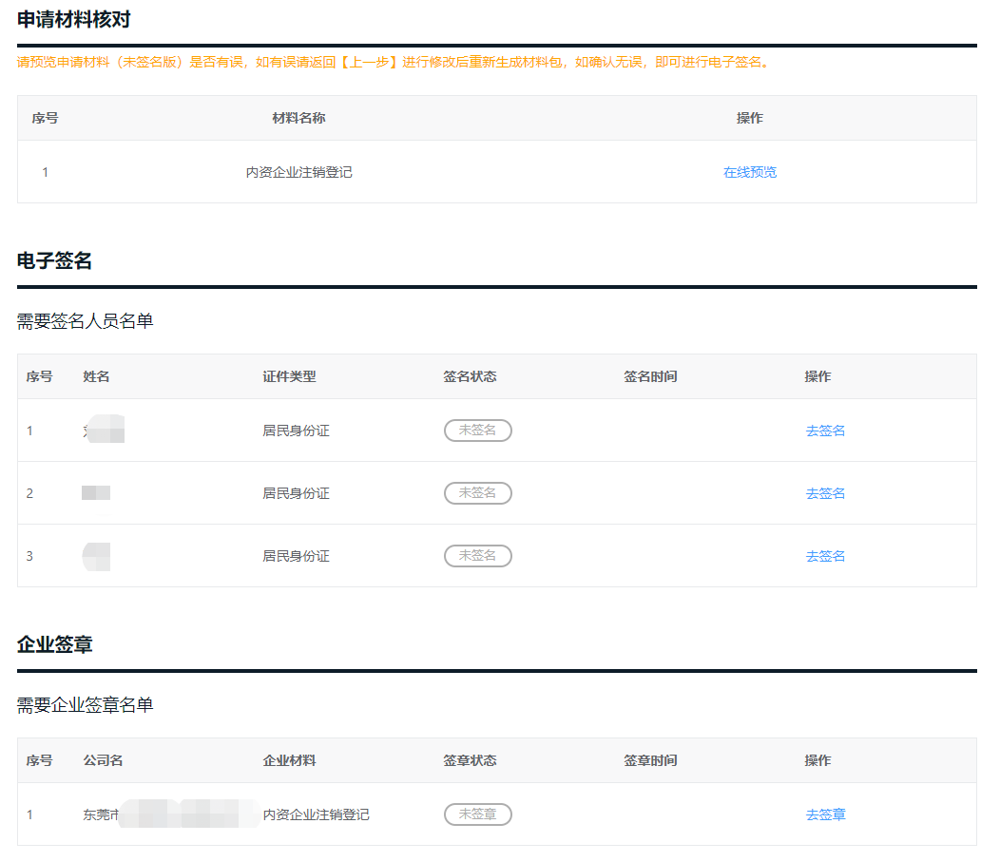 申请材料核对
请预览申请材料（未签名版）是否有误，如有误请返回【上一步】进行修改后重新生成材料包，如确认无误，即可进行电子签名。
序号 材料名称 操作
1 内资企业注销登记 在线预览
电子签名
需要签名人员名单
序号 姓名 证件类型 签名状态 签名时间 操作
1 居民身份证 未签名 去签名
2 居民身份证 未签名 去签名
3 居民身份证 未签名 去签名
企业签章
需要企业签章名单
序号 公司名 企业材料 签章状态 签章时间 操作
1 东莞市 内资企业注销登记 未签章 去签章